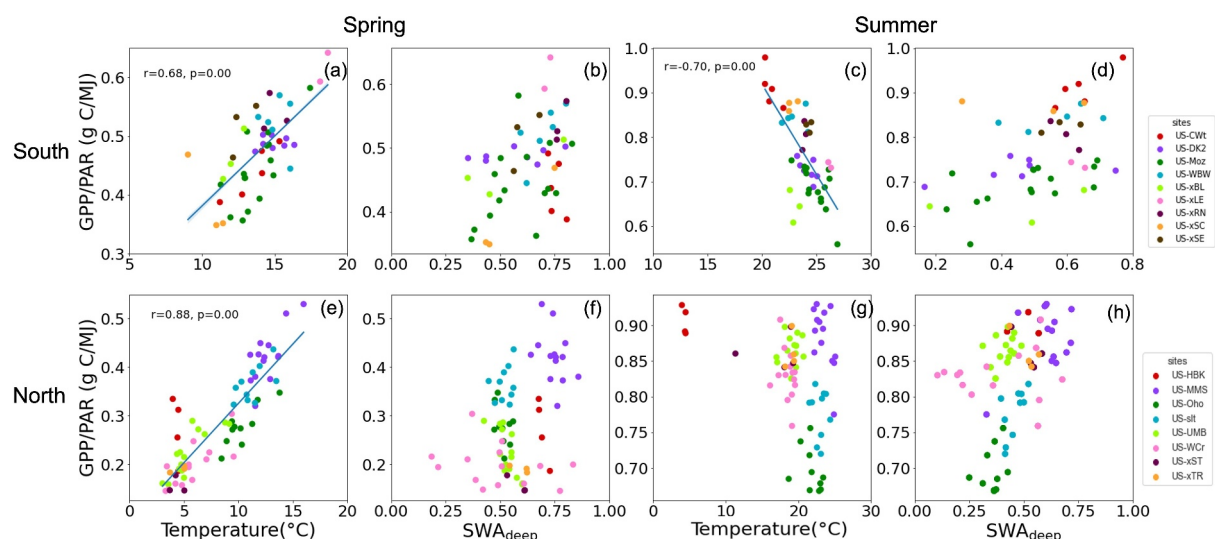 Spring
Summer
South
GPP/PAR (g C/MJ)
0.6
0.5
0.4
0.3
r=0.68, p=0.00
(a)
5
10
15
20
0.6
0.5
0.4
(b)
0.00
0.25
0.50
0.75
1.00
1.0
0.9
0.8
0.7
0.6
r=-0.70, p=0.00
(c)
10
15
20
25
30
1.0
0.9
0.8
0.7
0.6
(d)
0.2
0.4
0.6
0.8
sites
US-CWt
US-DK2
US-Moz
US-WBW
US-xBL
US-xLE
US-xRN
US-xSC
US-xSE
North
GPP/PAR (g C/MJ)
0.5
0.4
0.3
0.2
r=0.88, p=0.00
(e)
0
5
10
15
20
Temperature(°C)
0.5
0.4
0.3
0.2
(f)
0.00
0.25
0.50
0.75
1.00
SWAdeep
0.90
0.85
0.80
0.75
0.70
(g)
0
10
20
30
Temperature(°C)
0.90
0.85
0.80
0.75
0.70
(h)
0.00
0.25
0.50
0.75
1.00
SWAdeep
sites
US-HBK
US-MMS
US-Oho
US-slt
US-UMB
US-WCr
US-xST
US-xTR